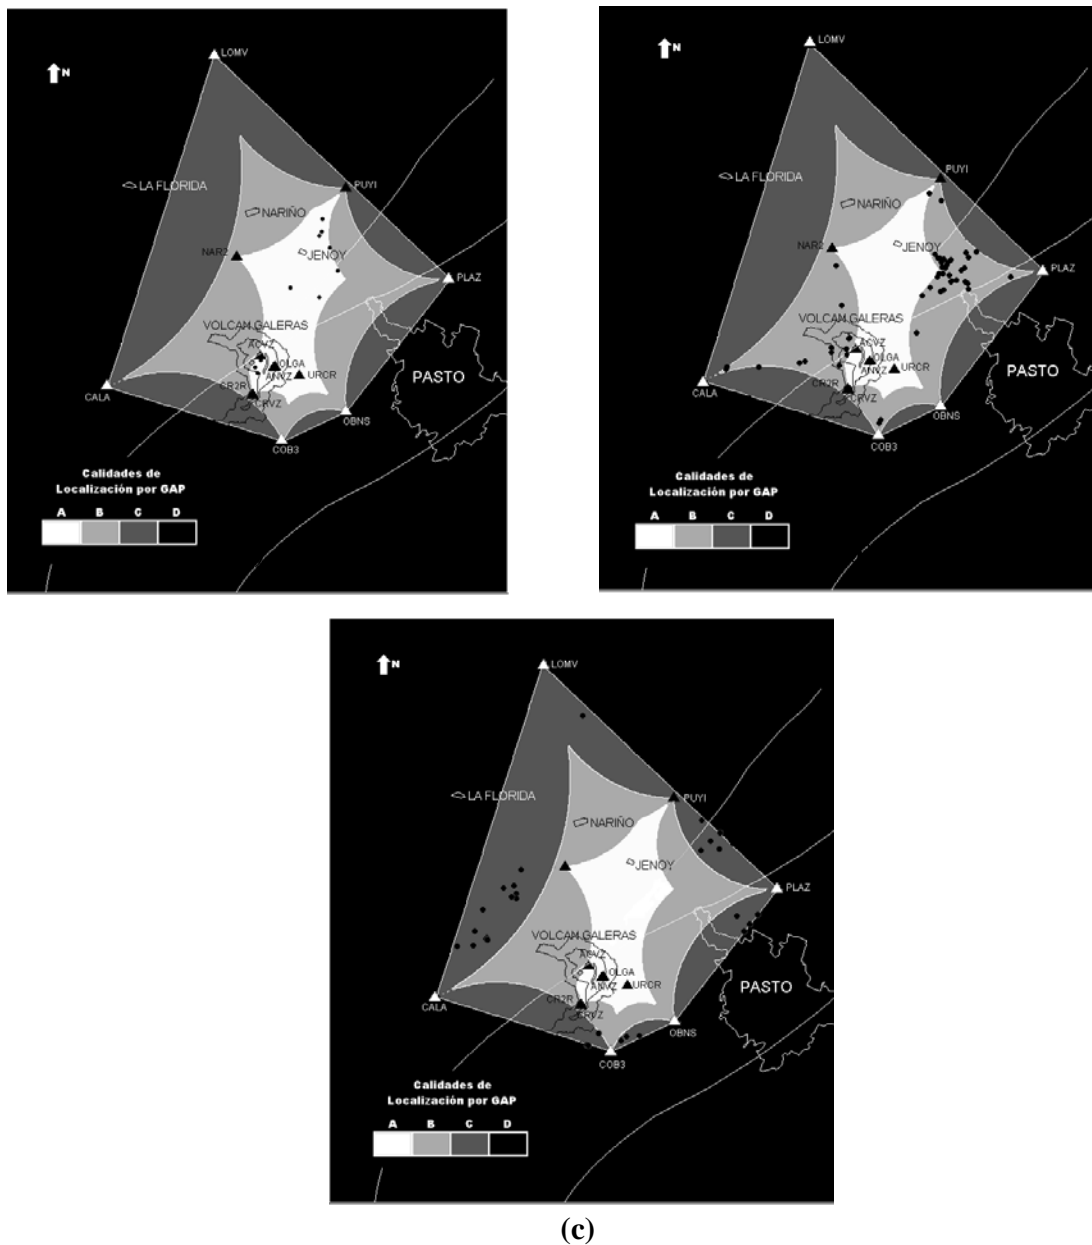 LOMV
N
LA FLORIDA
PUYI
NARIÑO
NAR2
JENOY
PLAZ
VOLCAM.GALERAS
ACVZ
OLGA
ANVZ
URCR
CR2R
CRVZ
CALA
PASTO
OBNS
COB3
Calidades de
Localización por GAP
A B C D
LOMV
N
PUYI
LA FLORIDA
NARIÑO
NAR2
JENOY
PLAZ
VOLCAM.GALERAS
ACVZ
OLGA
ANVZ
URCR
CR2R
CRVZ
CALA
PASTO
OBNS
COB3
Calidades de
Localización por GAP
A B C D
LOMV
N
LA FLORIDA
PUYI
NARIÑO
JENOY
PLAZ
VOLCAM.GALERAS
ACVZ
OLGA
ANVZ
URCR
CR2R
CRVZ
CALA
PASTO
OBNS
COB3
Calidades de
Localización por GAP
A B C D
(c)